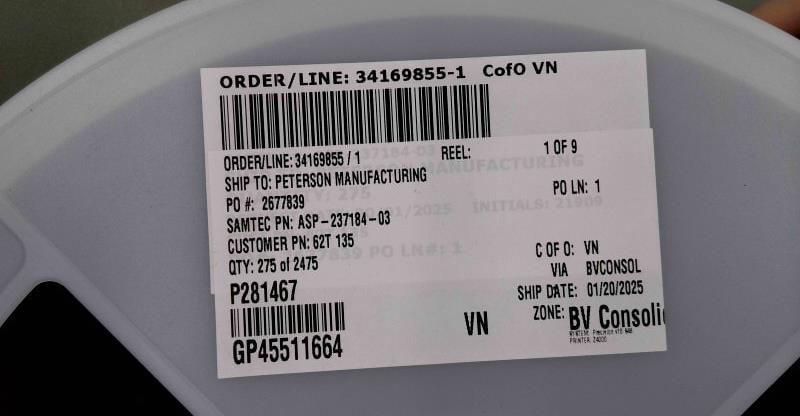 ORDER/LINE: 34169855-1 CofO VN
ORDER/LINE: 34169855 / 1 REEL: 1 OF 9
SHIP TO: PETERSON MANUFACTURING
PO #: 2677839 PO LN: 1
SAMTEC PN: ASP-237184-03
CUSTOMER PN: 62T 135
QTY: 275 of 2475
C OF O: VN
VIA BVCONSOL
P281467
SHIP DATE: 01/20/2025
ZONE: BV Consoli
VN
GP45511664